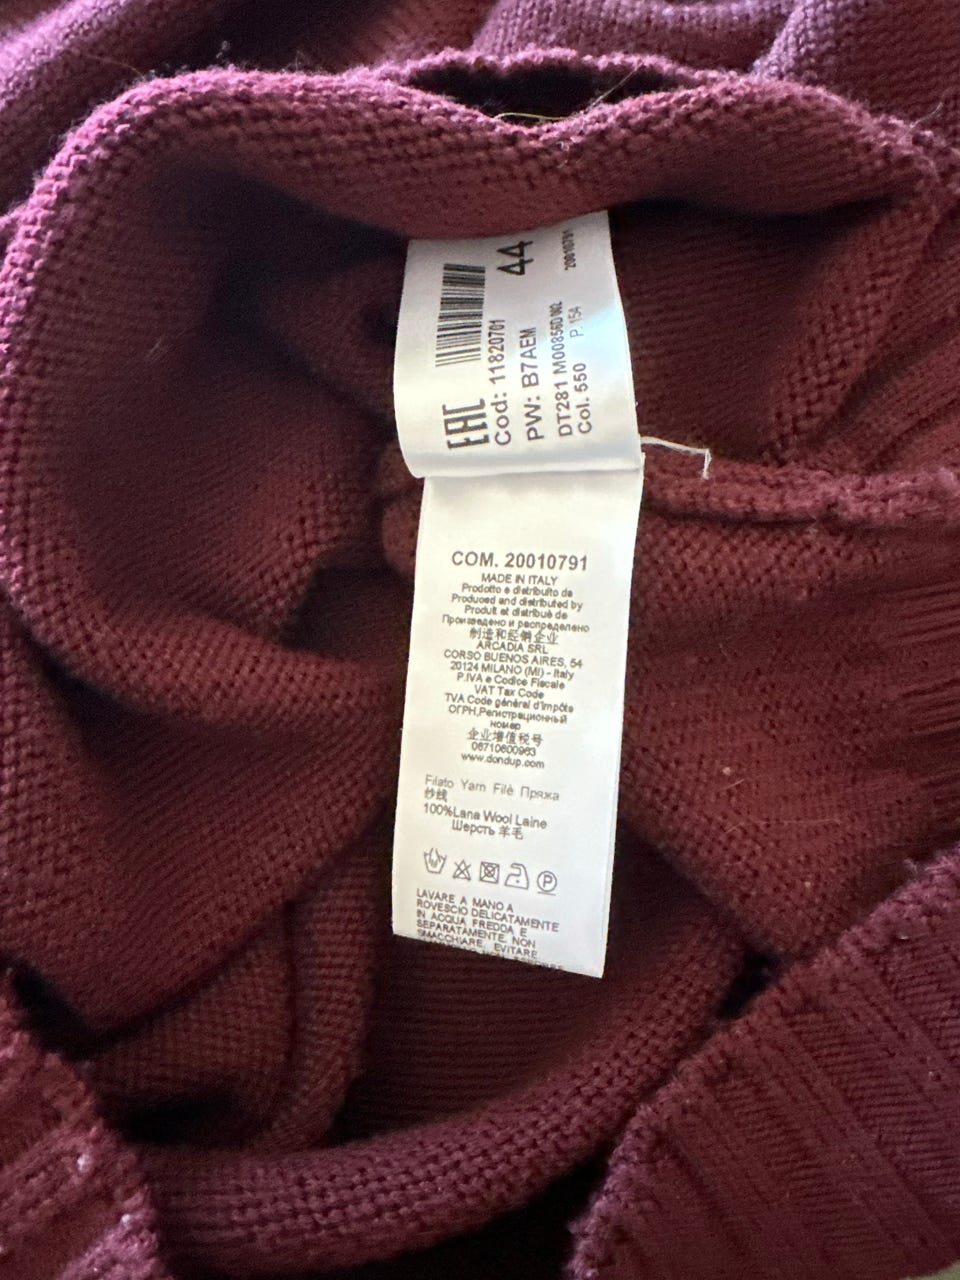 44
20010791
EAC
Cod: 11820701
PW: B7AEM
DT281 M00856D 002
Col. 550 P. 154
COM. 20010791
MADE IN ITALY
Prodotto e distribuito da
Produced and distributed by
Produit et distribué de
Произведено и распределено
制造和经销企业
ARCADIA SRL
CORSO BUENOS AIRES, 54
20124 MILANO (MI) - Italy
P.IVA e Codice Fiscale
VAT Tax Code
TVA Code général d'impôts
ОГРН,Регистрационный
номер
企业增值税号
06710600963
www.dondup.com
Filato Yarn Filè Пряжа
纱线
100%Lana Wool Laine
Шерсть 羊毛
P
LAVARE A MANO A
ROVESCIO DELICATAMENTE
IN ACQUA FREDDA E
SEPARATAMENTE. NON
SMACCHIARE. EVITARE